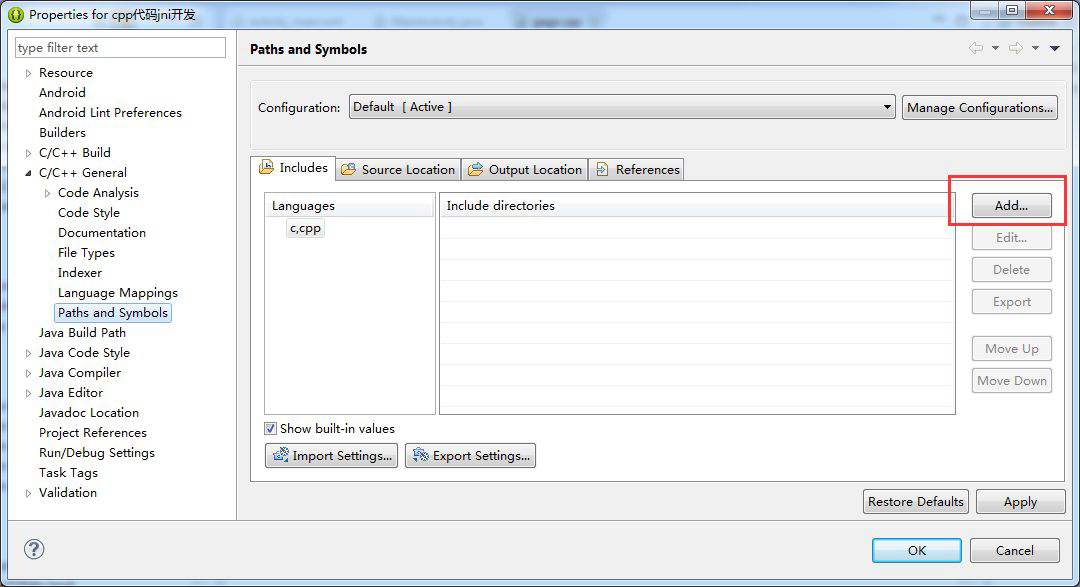 Properties for cpp代码jni开发
type filter text
Resource
Android
Android Lint Preferences
Builders
C/C++ Build
C/C++ General
Code Analysis
Code Style
Documentation
File Types
Indexer
Language Mappings
Paths and Symbols
Java Build Path
Java Code Style
Java Compiler
Java Editor
Javadoc Location
Project References
Run/Debug Settings
Task Tags
Validation
Paths and Symbols
Configuration: Default [ Active ] Manage Configurations...
Includes Source Location Output Location References
Languages Include directories Add...
c,cpp
Edit...
Delete
Export
Move Up
Move Down
Show built-in values
Import Settings... Export Settings...
Restore Defaults Apply
OK Cancel